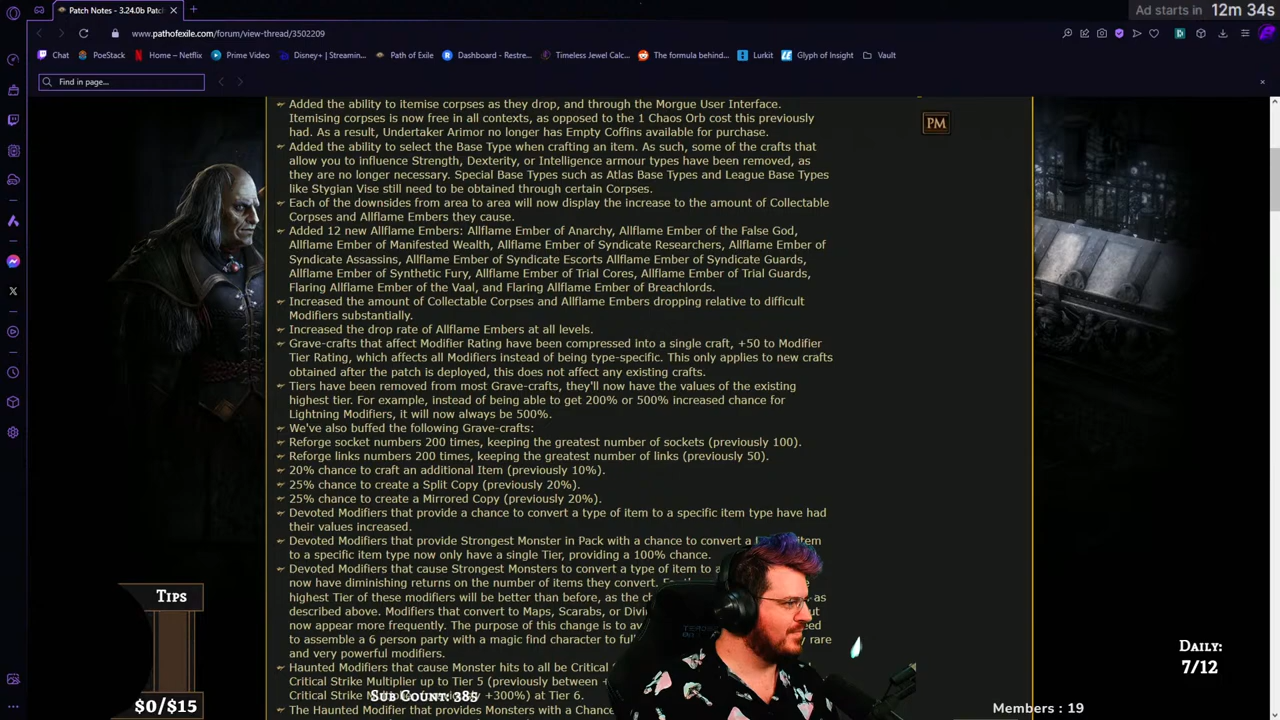 Patch Notes - 3.24.0b Patch
Ad starts in 12m 34s
www.pathofexile.com/forum/view-thread/3502209
Chat PoeStack Home – Netflix Prime Video Disney+ | Streamin... Path of Exile Dashboard - Restre... Timeless Jewel Calc... The formula behind... Lurkit Glyph of Insight Vault
Find in page...
PM
Added the ability to itemise corpses as they drop, and through the Morgue User Interface.
Itemising corpses is now free in all contexts, as opposed to the 1 Chaos Orb cost this previously
had. As a result, Undertaker Arimor no longer has Empty Coffins available for purchase.
Added the ability to select the Base Type when crafting an item. As such, some of the crafts that
allow you to influence Strength, Dexterity, or Intelligence armour types have been removed, as
they are no longer necessary. Special Base Types such as Atlas Base Types and League Base Types
like Stygian Vise still need to be obtained through certain Corpses.
Each of the downsides from area to area will now display the increase to the amount of Collectable
Corpses and Allflame Embers they cause.
Added 12 new Allflame Embers: Allflame Ember of Anarchy, Allflame Ember of the False God,
Allflame Ember of Manifested Wealth, Allflame Ember of Syndicate Researchers, Allflame Ember of
Syndicate Assassins, Allflame Ember of Syndicate Escorts Allflame Ember of Syndicate Guards,
Allflame Ember of Synthetic Fury, Allflame Ember of Trial Cores, Allflame Ember of Trial Guards,
Flaring Allflame Ember of the Vaal, and Flaring Allflame Ember of Breachlords.
Increased the amount of Collectable Corpses and Allflame Embers dropping relative to difficult
Modifiers substantially.
Increased the drop rate of Allflame Embers at all levels.
Grave-crafts that affect Modifier Rating have been compressed into a single craft, +50 to Modifier
Tier Rating, which affects all Modifiers instead of being type-specific. This only applies to new crafts
obtained after the patch is deployed, this does not affect any existing crafts.
Tiers have been removed from most Grave-crafts, they'll now have the values of the existing
highest tier. For example, instead of being able to get 200% or 500% increased chance for
Lightning Modifiers, it will now always be 500%.
We've also buffed the following Grave-crafts:
Reforge socket numbers 200 times, keeping the greatest number of sockets (previously 100).
Reforge links numbers 200 times, keeping the greatest number of links (previously 50).
20% chance to craft an additional Item (previously 10%).
25% chance to create a Split Copy (previously 20%).
25% chance to create a Mirrored Copy (previously 20%).
Devoted Modifiers that provide a chance to convert a type of item to a specific item type have had
their values increased.
Devoted Modifiers that provide Strongest Monster in Pack with a chance to convert a item
to a specific item type now only have a single Tier, providing a 100% chance.
Devoted Modifiers that cause Strongest Monsters to convert a type of item to a
now have diminishing returns on the number of items they convert.
highest Tier of these modifiers will be better than before, as the as
described above. Modifiers that convert to Maps, Scarabs, or
now appear more frequently. The purpose of this change is to
to assemble a 6 person party with a magic find character to rare
and very powerful modifiers.
Haunted Modifiers that cause Monster hits to all be Critical
Critical Strike Multiplier up to Tier 5 (previously between
Critical Strike +300%) at Tier 6.
The Haunted Modifier that provides Monsters with a Chance
Tips
$0/$15
Sub Count: 385
Daily:
7/12
Members : 19